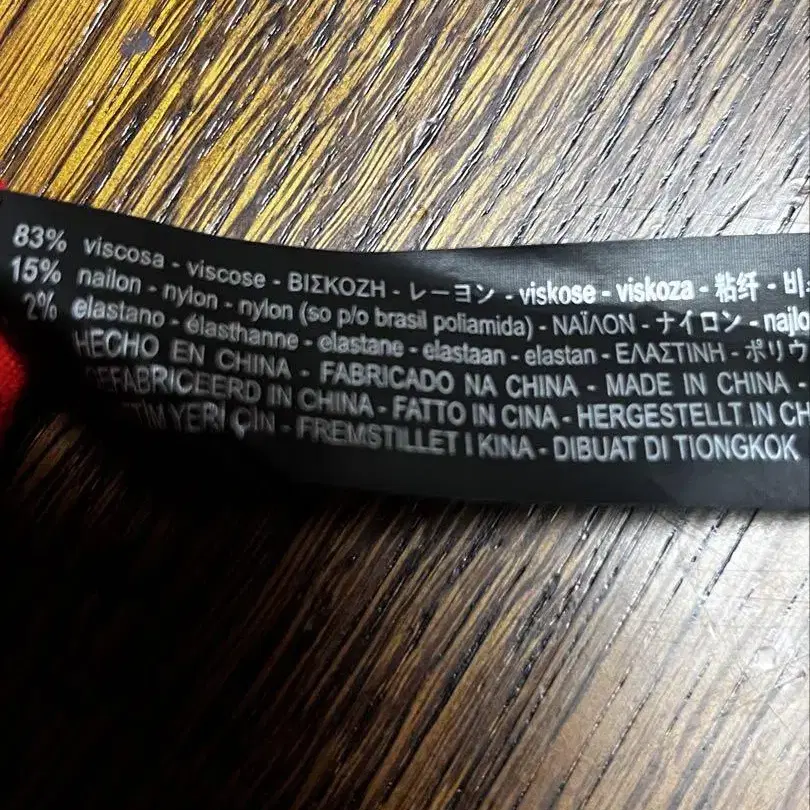 83% viscosa - viscose - ΒΙΣΚΟΖΗ - レーヨン - viskose - viskoza - 粘纤 -
15% nailon - nylon - nylon (so p/o brasil poliamida) - ΝΑΪΛΟΝ - ナイロン -
2% elastano - élasthanne - elastane - elastaan - elastan - ΕΛΑΣΤΙΝΗ -
HECHO EN CHINA - FABRICADO NA CHINA - MADE IN CHINA -
IN CHINA - FATTO IN CINA - HERGESTELLT IN
YERİ ÇİN - FREMSTILLET I KINA - DIBUAT DI TIONGKOK